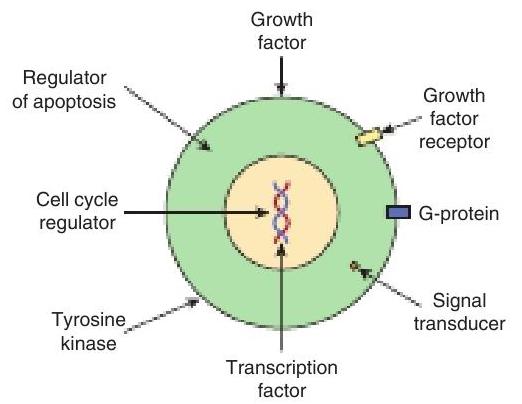 Growth
factor
Regulator
of apoptosis
Growth
factor
receptor
Cell cycle
regulator
G-protein
Signal
transducer
Tyrosine
kinase
Transcription
factor